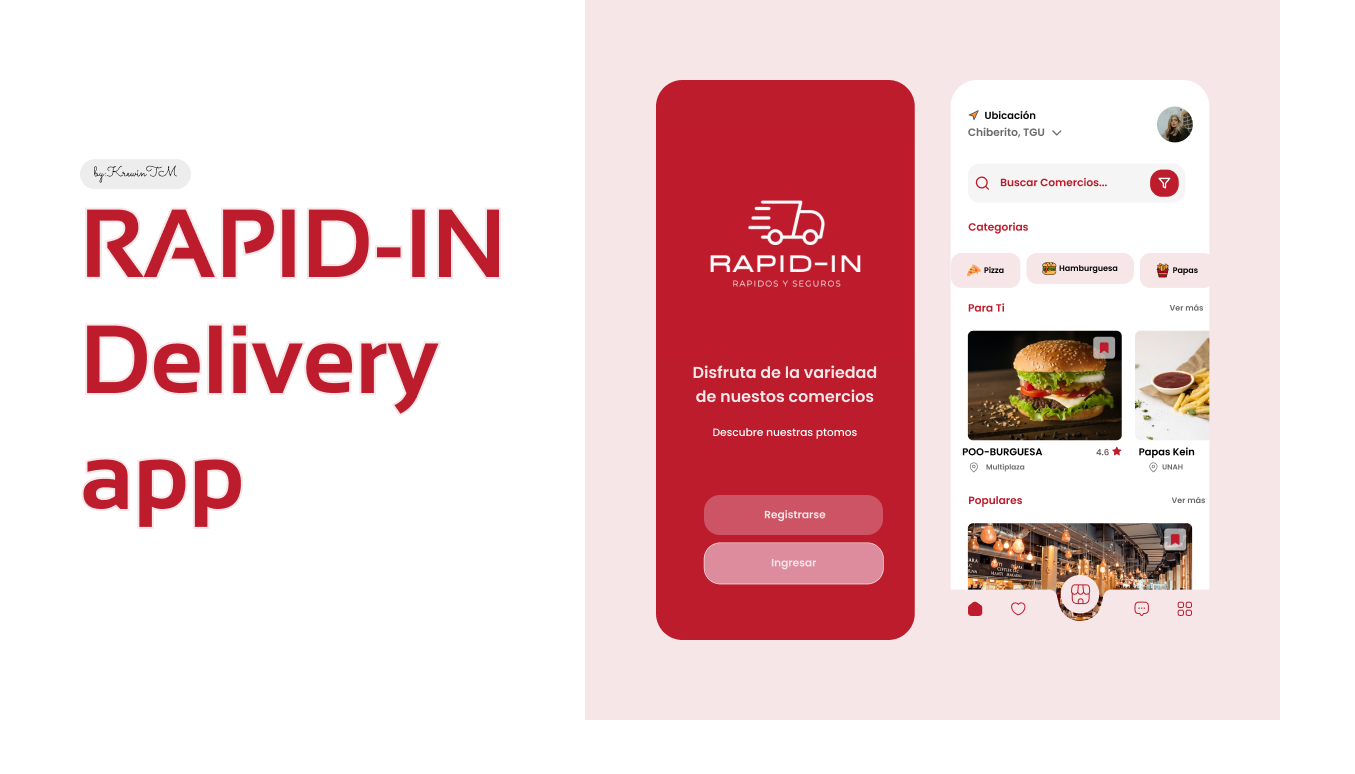 by:KrewinTM
RAPID-IN
Delivery
app
RAPID-IN
RAPIDOS Y SEGUROS
Disfruta de la variedad
de nuestos comercios
Descubre nuestras ptomos
Registrarse
Ingresar
Ubicación
Chiberito, TGU
Buscar Comercios...
Categorias
Pizza
Hamburguesa
Papas
Para Ti
Ver más
POO-BURGUESA
4.6
Multiplaza
Papas Kein
UNAH
Populares
Ver más